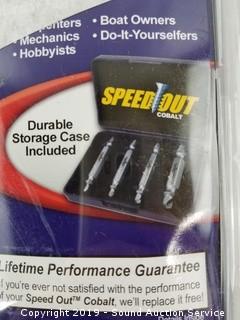 • Boat Owners
• Mechanics
• Do-It-Yourselfers
• Hobbyists
SPEED OUT
COBALT
Durable
Storage Case
Included
Lifetime Performance Guarantee
If you're ever not satisfied with the performance
of your Speed Out™ Cobalt, we'll replace it free!
Copyright 2019 - Sound Auction Service